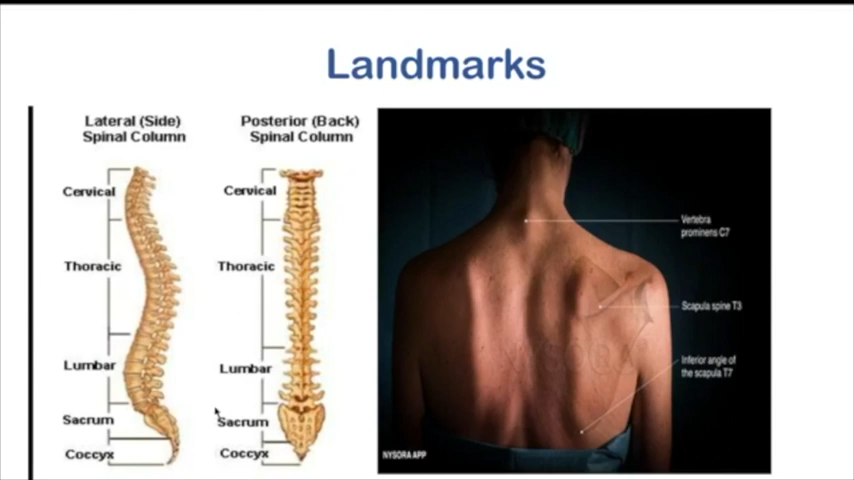 Landmarks
Lateral (Side)
Spinal Column
Cervical
Thoracic
Lumbar
Sacrum
Coccyx
Posterior (Back)
Spinal Column
Cervical
Thoracic
Lumbar
Sacrum
Coccyx
Vertebra
prominens C7
Scapula spine T3
Inferior angle of
the scapula T7
NYSORA
NYSORA APP